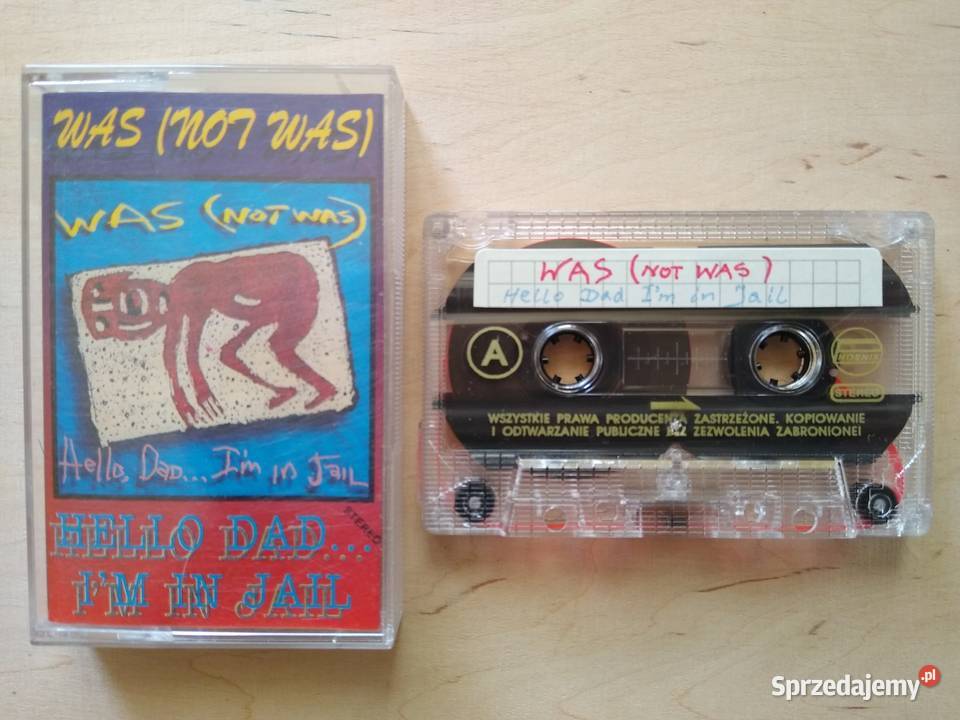 WAS (NOT WAS)
WAS (NOT WAS)
Hello, Dad... I'm in Jail
STEREO
HELLO DAD...
I'M IN JAIL
WAS (NOT WAS)
Hello Dad I'm in Jail
A
PHOENIX
STEREO
WSZYSTKIE PRAWA PRODUCENTA ZASTRZEŻONE. KOPIOWANIE
I ODTWARZANIE PUBLICZNE BEZ ZEZWOLENIA ZABRONIONE!
Sprzedajemy.pl